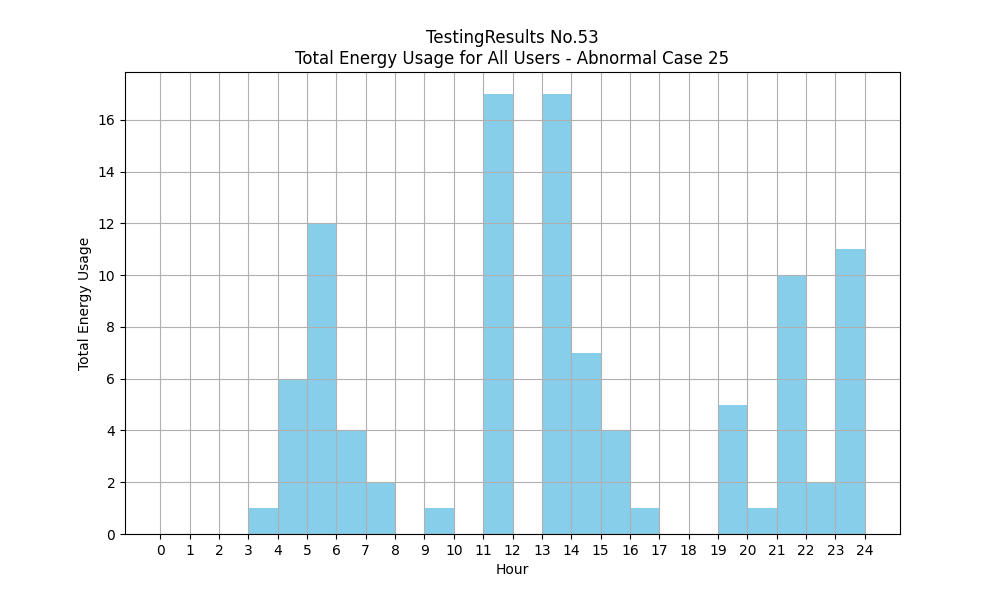 TestingResults No.53
Total Energy Usage for All Users - Abnormal Case 25
Total Energy Usage
16
14
12
10
8
6
4
2
0
0 1 2 3 4 5 6 7 8 9 10 11 12 13 14 15 16 17 18 19 20 21 22 23 24
Hour